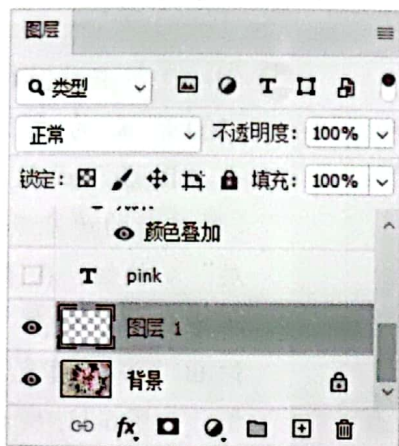 图层
类型
正常 不透明度: 100%
锁定: 填充: 100%
颜色叠加
T pink
图层 1
背景
fx